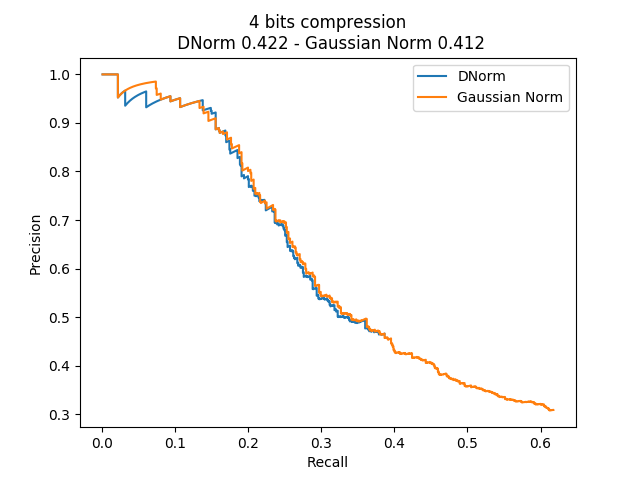 4 bits compression
DNorm 0.422 - Gaussian Norm 0.412
DNorm
Gaussian Norm
1.0
0.9
0.8
0.7
0.6
0.5
0.4
0.3
Precision
0.0 0.1 0.2 0.3 0.4 0.5 0.6
Recall